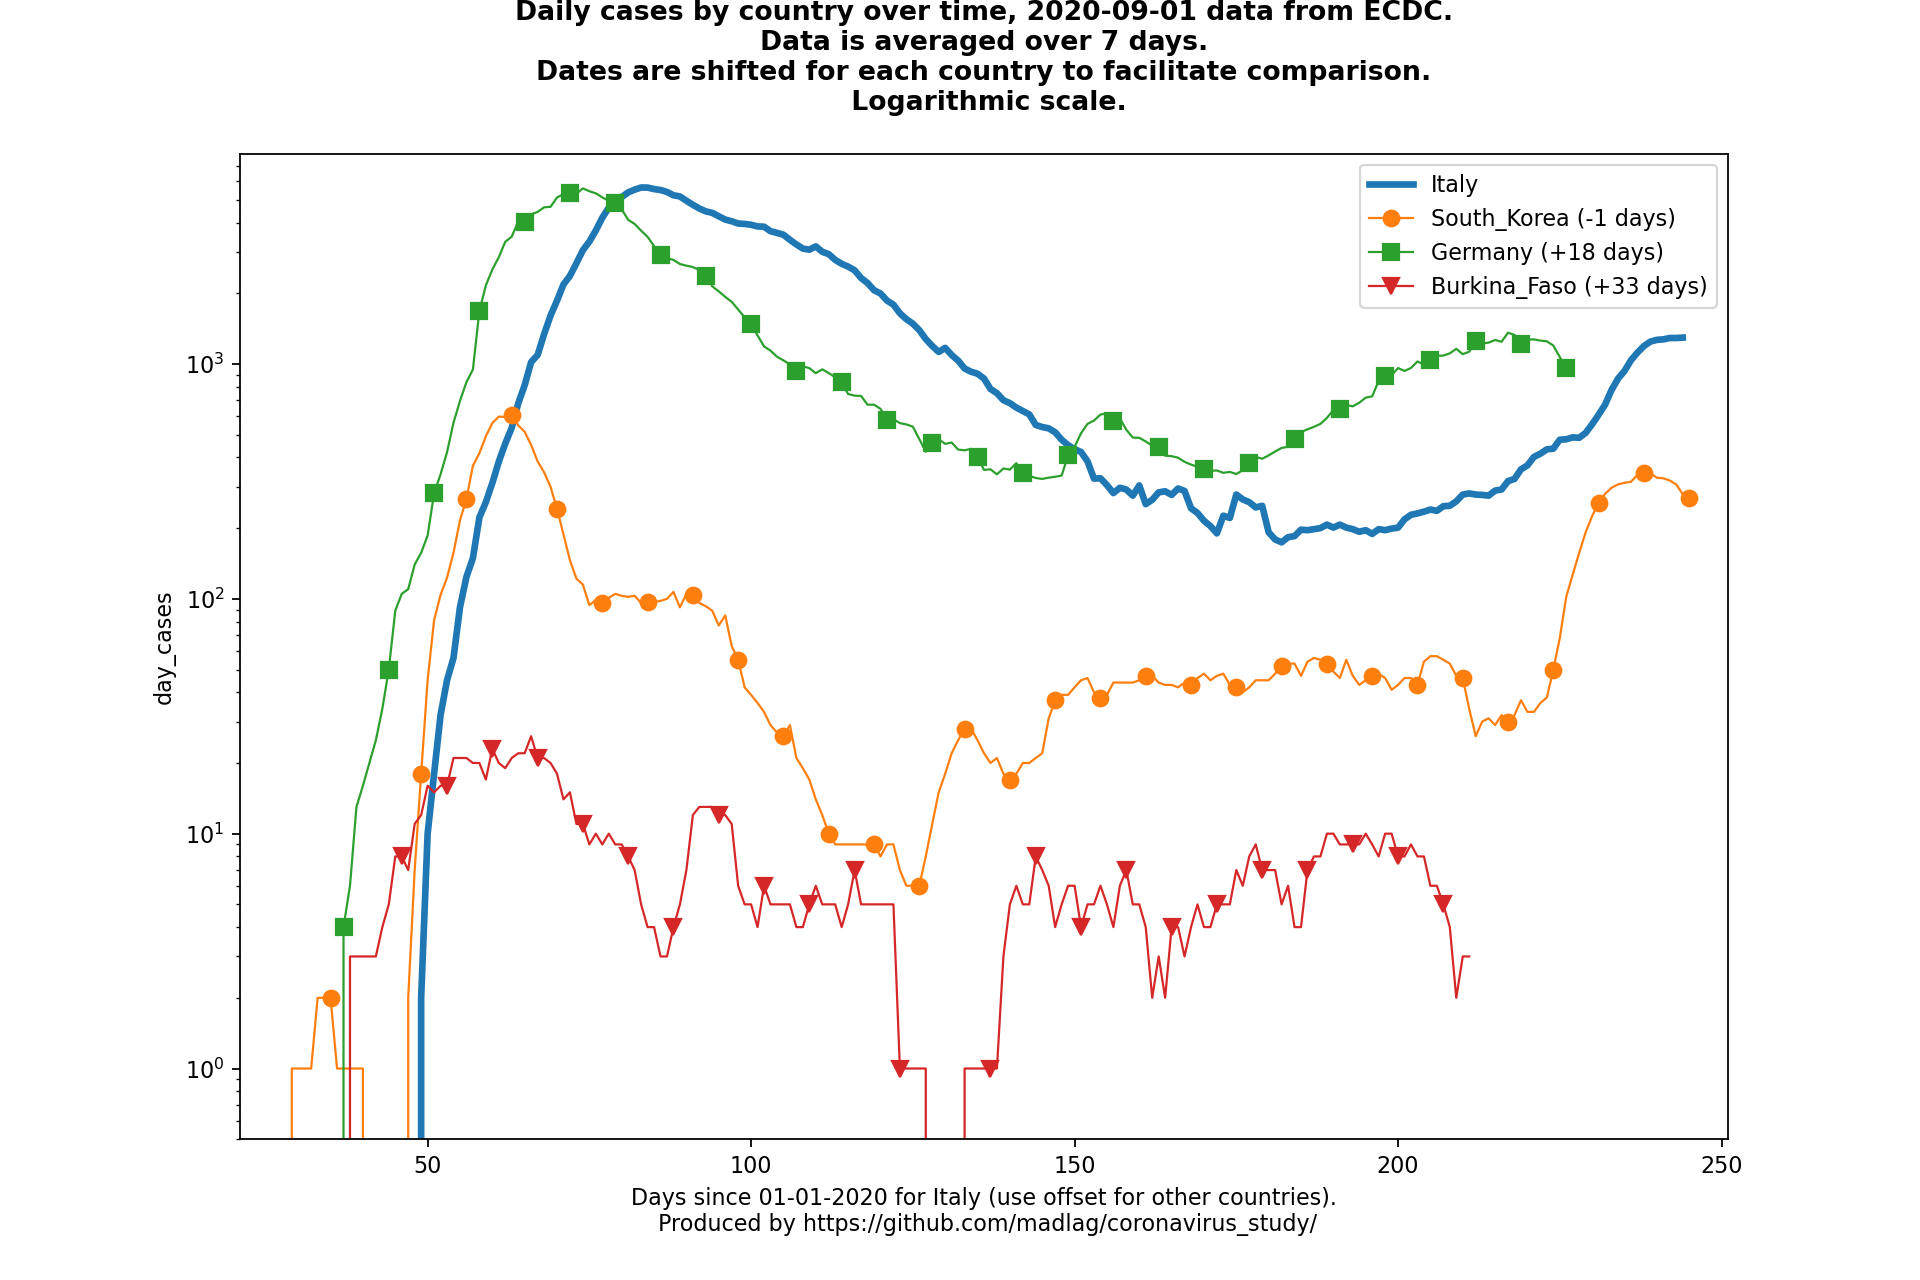 Daily cases by country over time, 2020-09-01 data from ECDC.
Data is averaged over 7 days.
Dates are shifted for each country to facilitate comparison.
Logarithmic scale.
Italy
South_Korea (-1 days)
Germany (+18 days)
Burkina_Faso (+33 days)
10³
10²
10¹
10⁰
day_cases
50 100 150 200 250
Days since 01-01-2020 for Italy (use offset for other countries).
Produced by https://github.com/madlag/coronavirus_study/